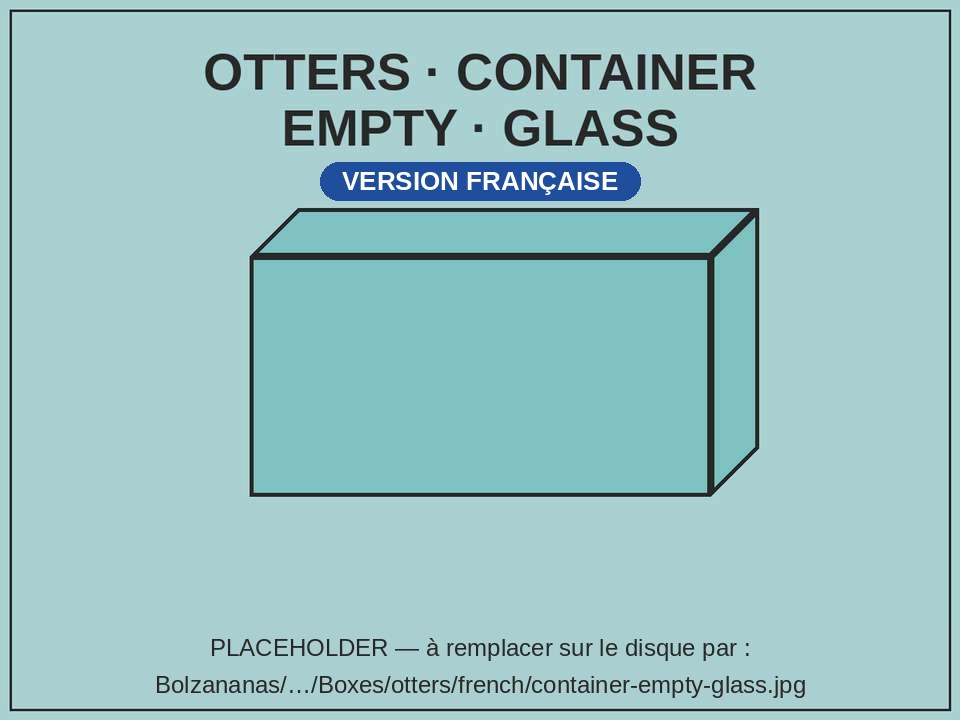 OTTERS · CONTAINER
EMPTY · GLASS
VERSION FRANÇAISE
PLACEHOLDER — à remplacer sur le disque par :
Bolzananas/…/Boxes/otters/french/container-empty-glass.jpg